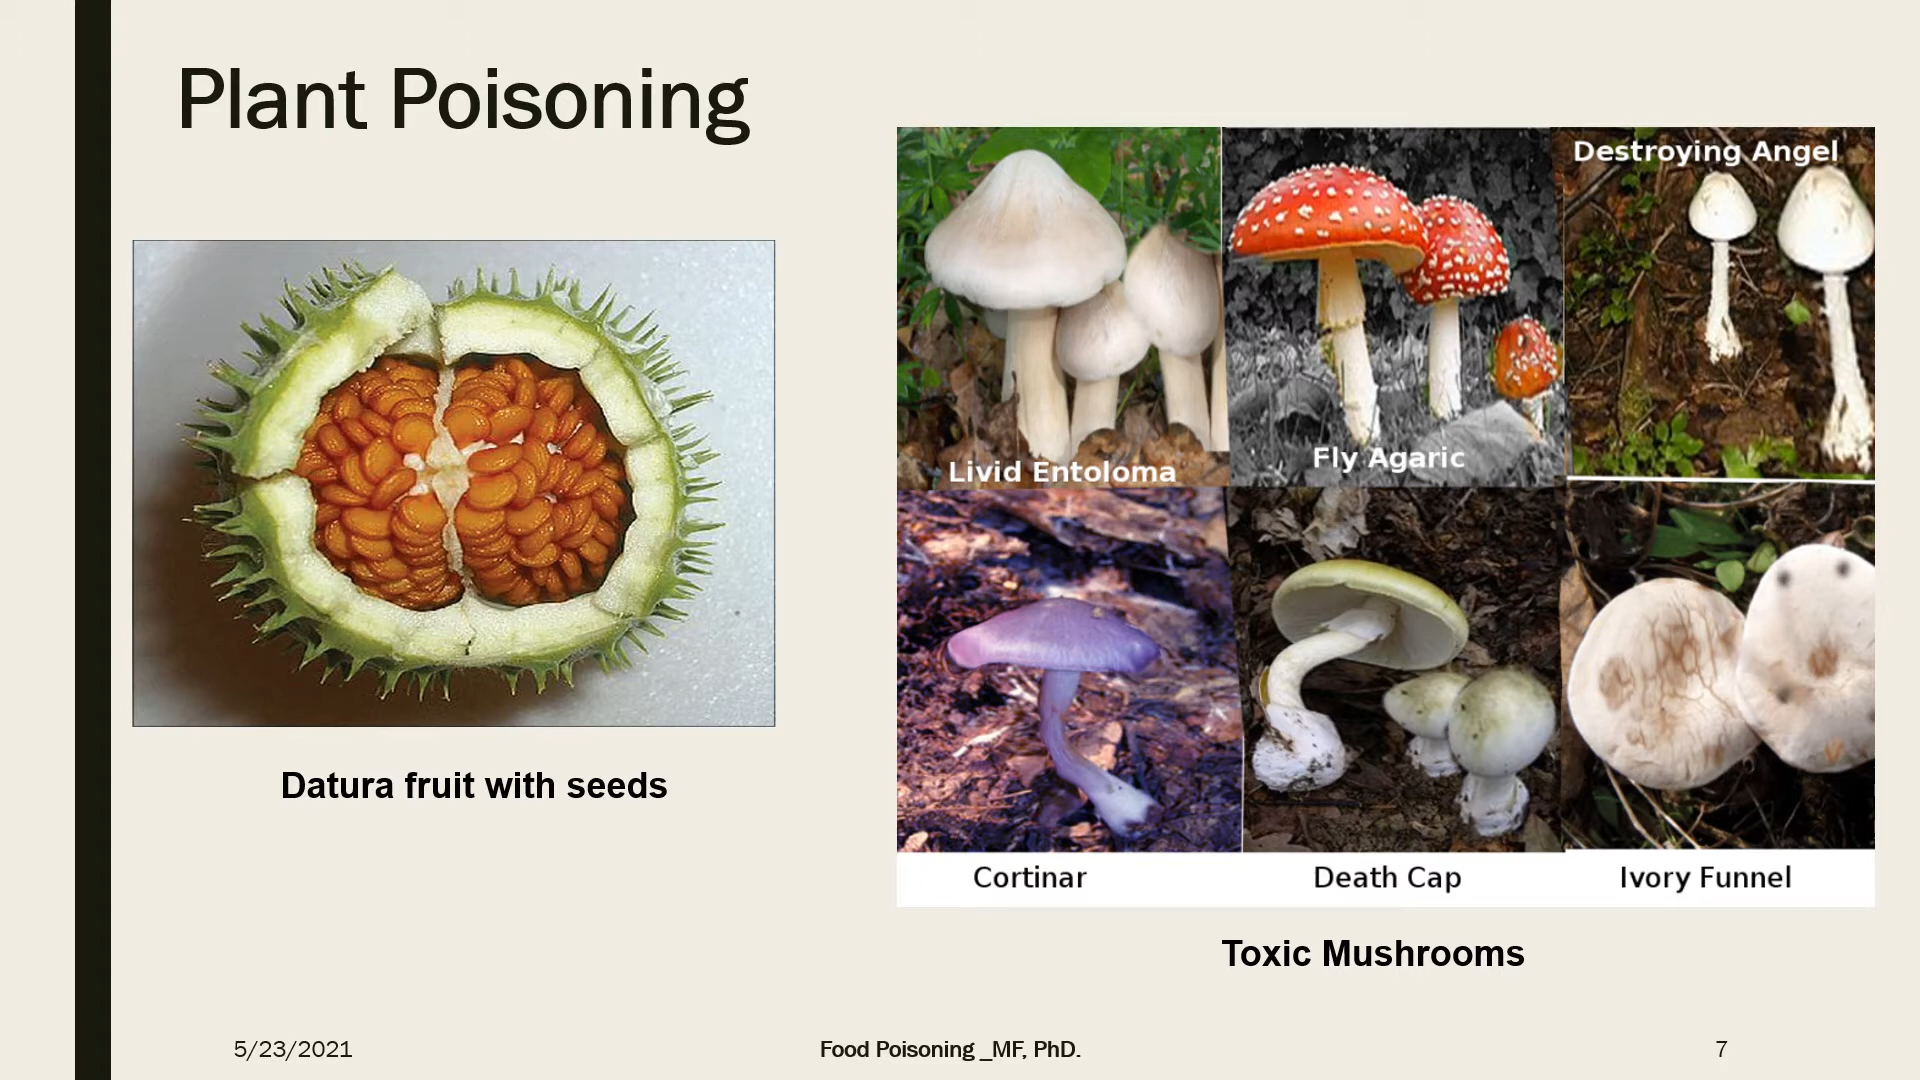 Plant Poisoning
Datura fruit with seeds
Livid Entoloma
Fly Agaric
Destroying Angel
Cortinar
Death Cap
Ivory Funnel
Toxic Mushrooms
5/23/2021
Food Poisoning _MF, PhD.
7